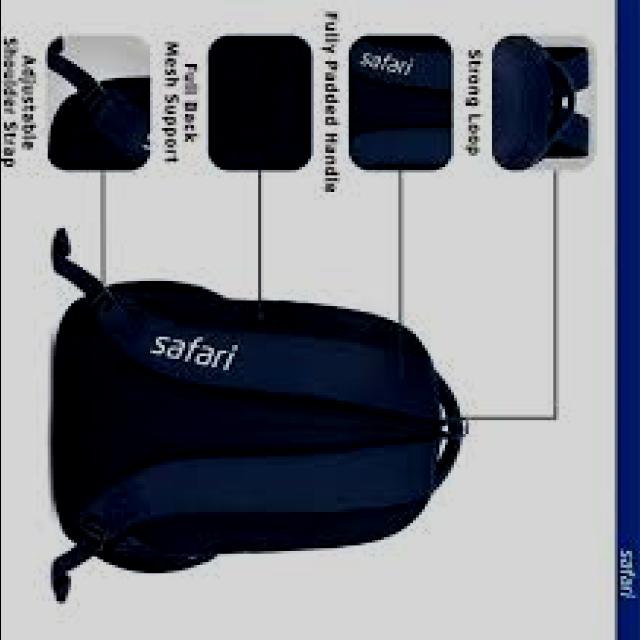 safari
Strong Loop
safari
Fully Padded Handle
Full Back
Mesh Support
Adjustable
Shoulder Strap
safari